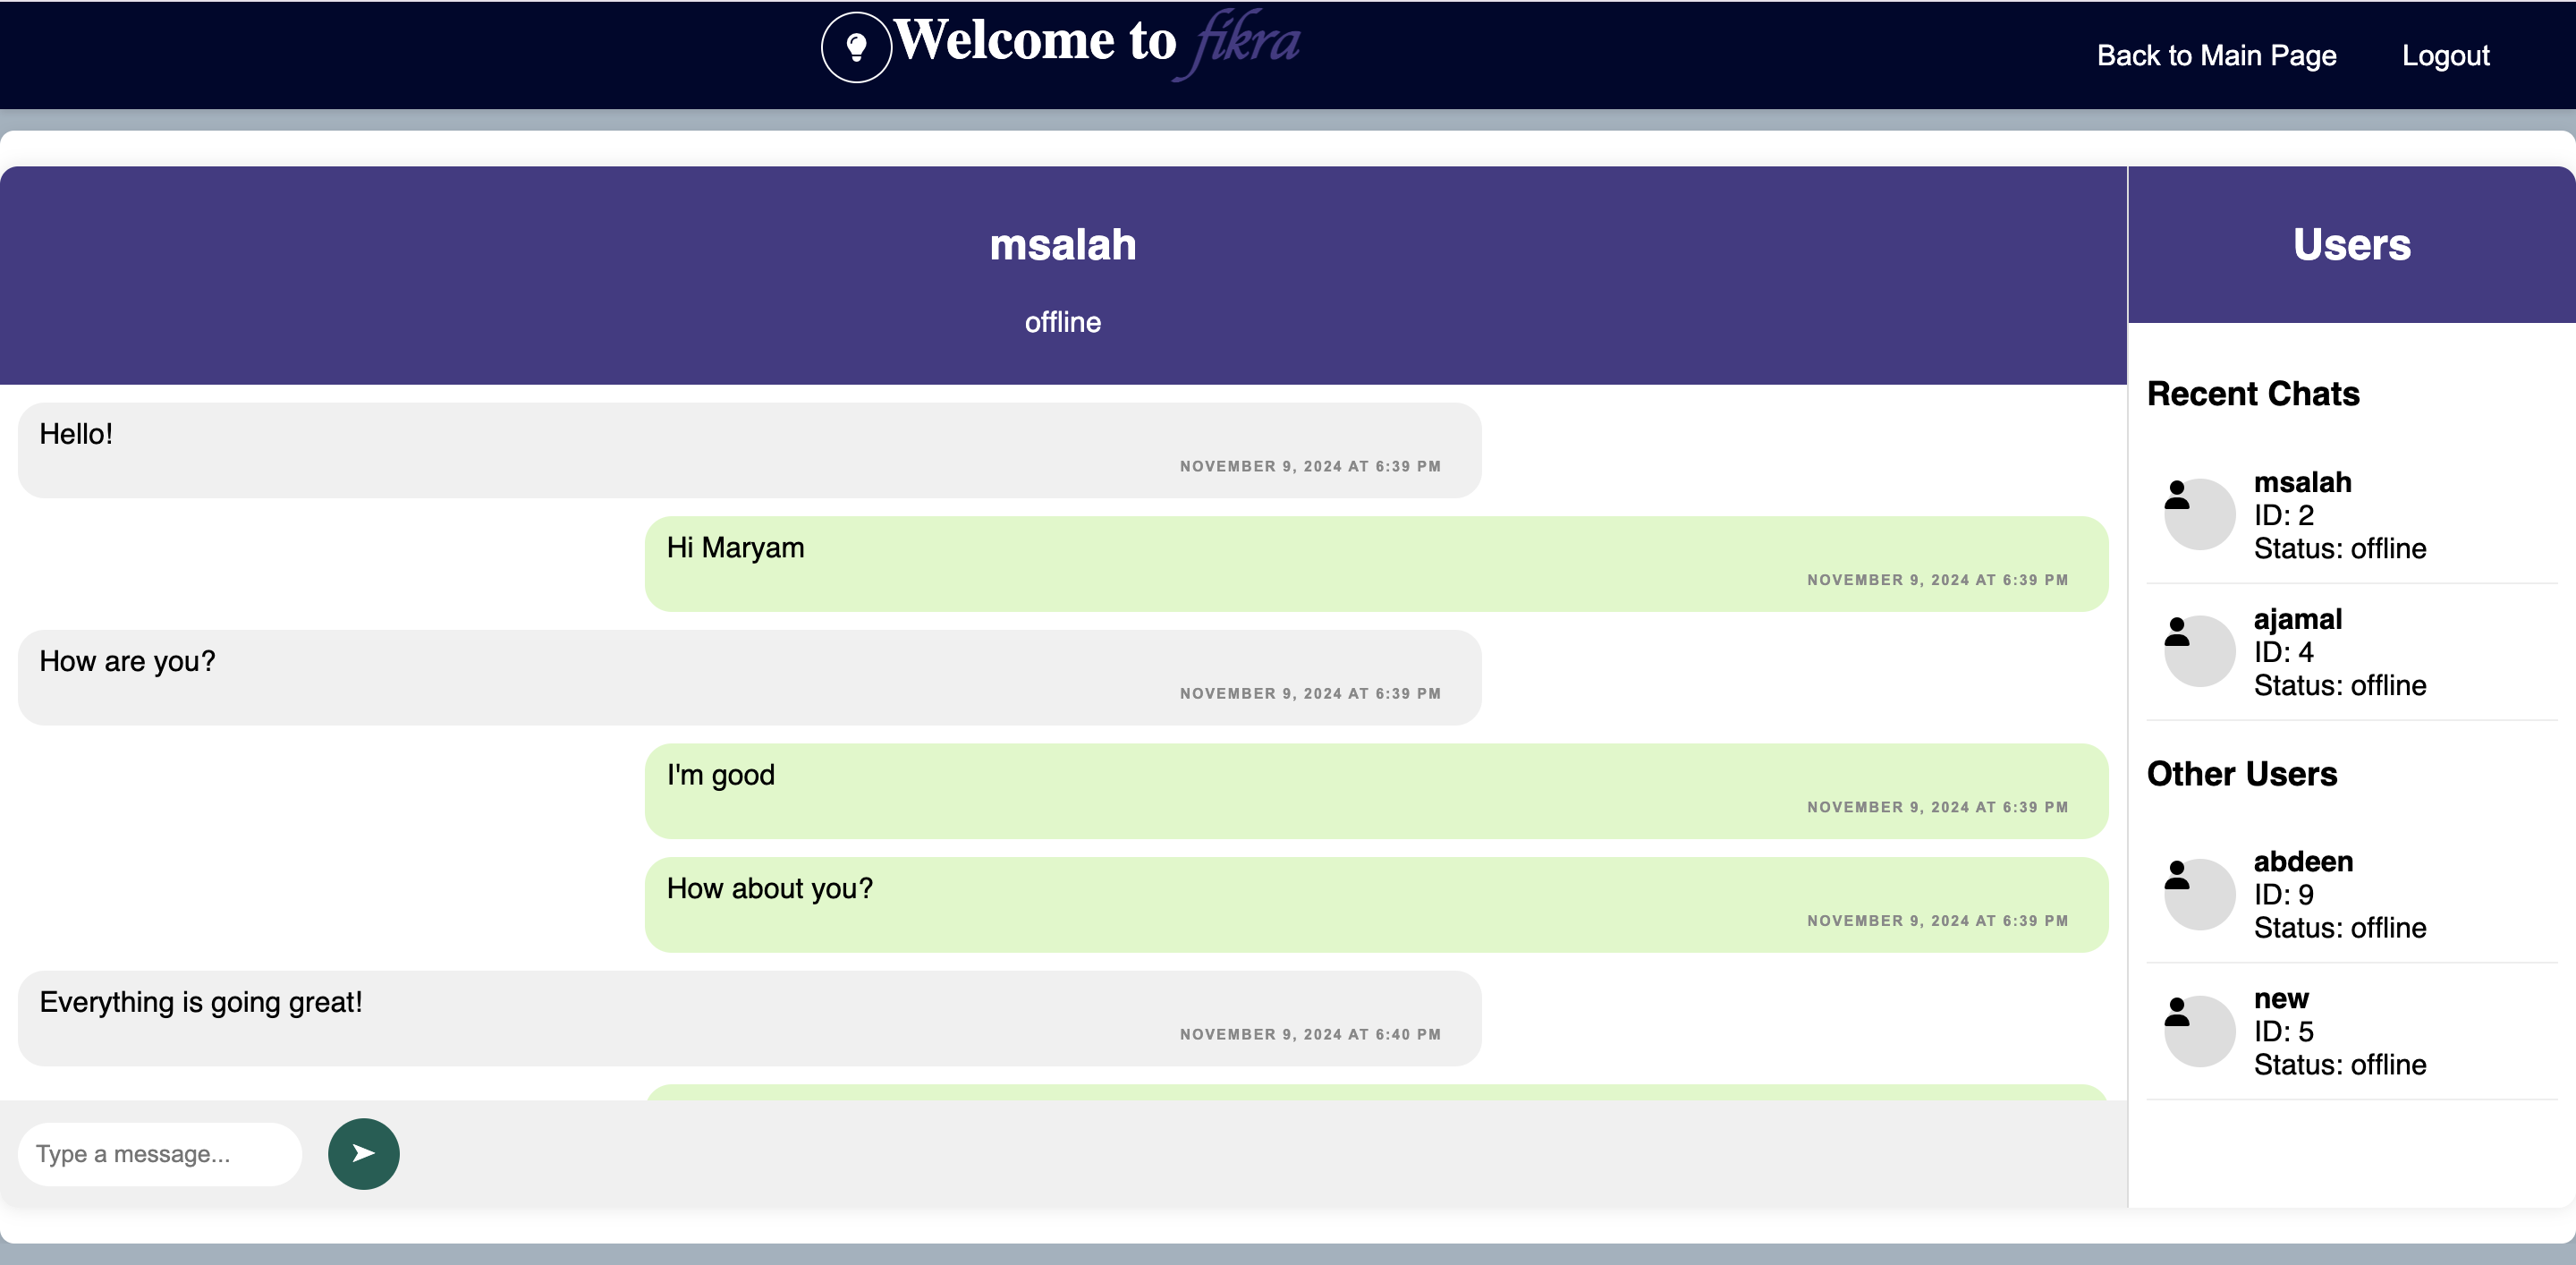 Welcome to fikra
Back to Main Page
Logout
msalah
offline
Hello!
NOVEMBER 9, 2024 AT 6:39 PM
Hi Maryam
NOVEMBER 9, 2024 AT 6:39 PM
How are you?
NOVEMBER 9, 2024 AT 6:39 PM
I'm good
NOVEMBER 9, 2024 AT 6:39 PM
How about you?
NOVEMBER 9, 2024 AT 6:39 PM
Everything is going great!
NOVEMBER 9, 2024 AT 6:40 PM
Type a message...
Users
Recent Chats
msalah
ID: 2
Status: offline
ajamal
ID: 4
Status: offline
Other Users
abdeen
ID: 9
Status: offline
new
ID: 5
Status: offline